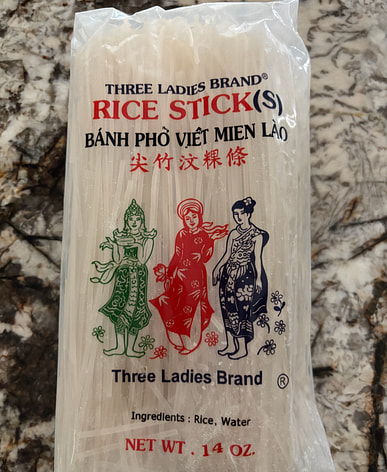 THREE LADIES BRAND®
RICE STICK(S)
BÁNH PHỞ VIẾT MIEN LÀO
尖竹汶粿條
Three Ladies Brand ®
Ingredients : Rice, Water
NET WT . 14 OZ.